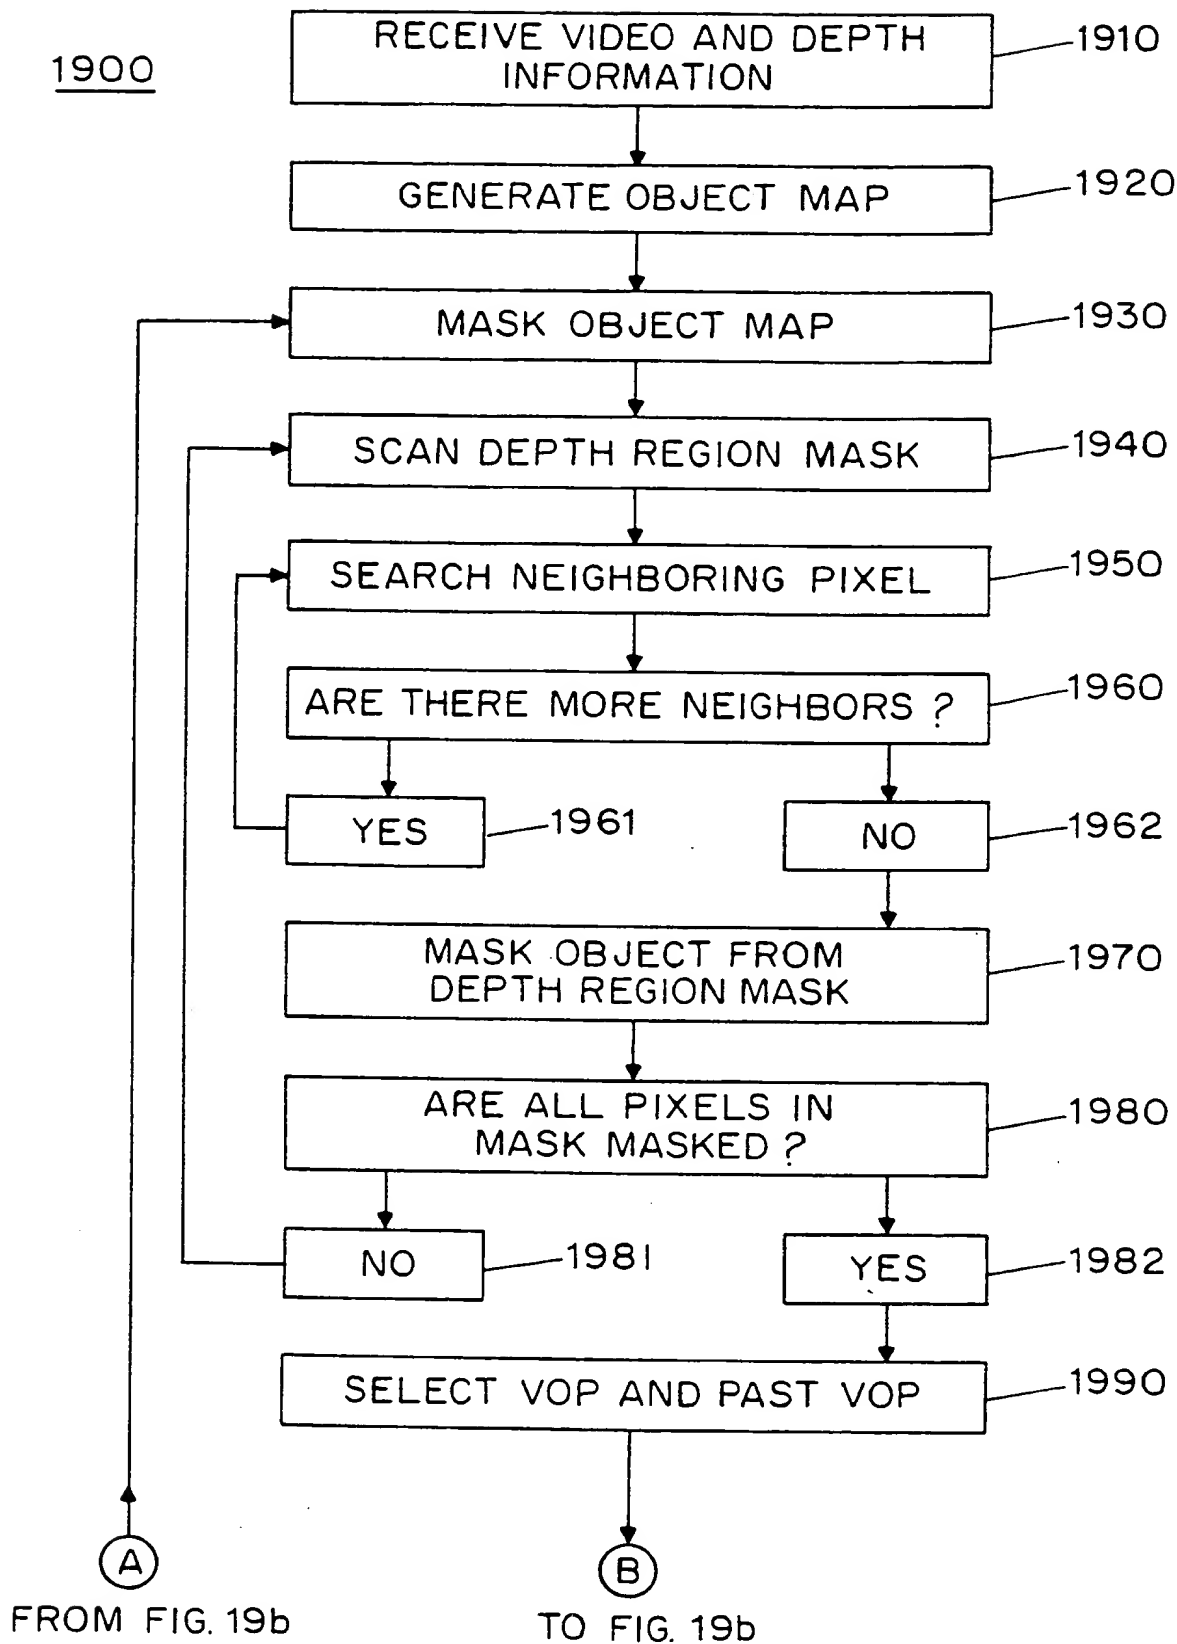 1900
RECEIVE VIDEO AND DEPTH
INFORMATION
1910
GENERATE OBJECT MAP
1920
MASK OBJECT MAP
1930
SCAN DEPTH REGION MASK
1940
SEARCH NEIGHBORING PIXEL
1950
ARE THERE MORE NEIGHBORS ?
1960
YES
1961
NO
1962
MASK OBJECT FROM
DEPTH REGION MASK
1970
ARE ALL PIXELS IN
MASK MASKED ?
1980
NO
1981
YES
1982
SELECT VOP AND PAST VOP
1990
A
FROM FIG. 19b
B
TO FIG. 19b